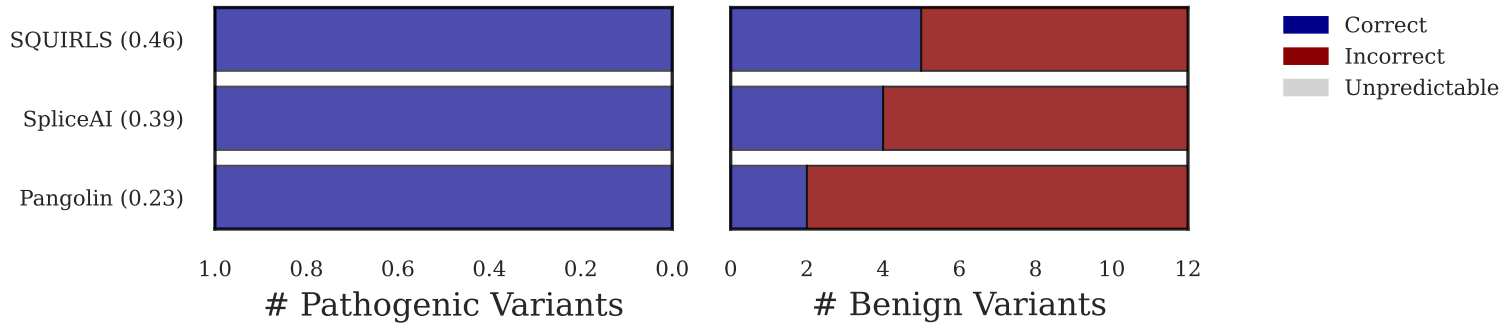 SQUIRLS (0.46)
SpliceAI (0.39)
Pangolin (0.23)
1.0 0.8 0.6 0.4 0.2 0.0
# Pathogenic Variants
0 2 4 6 8 10 12
# Benign Variants
Correct
Incorrect
Unpredictable